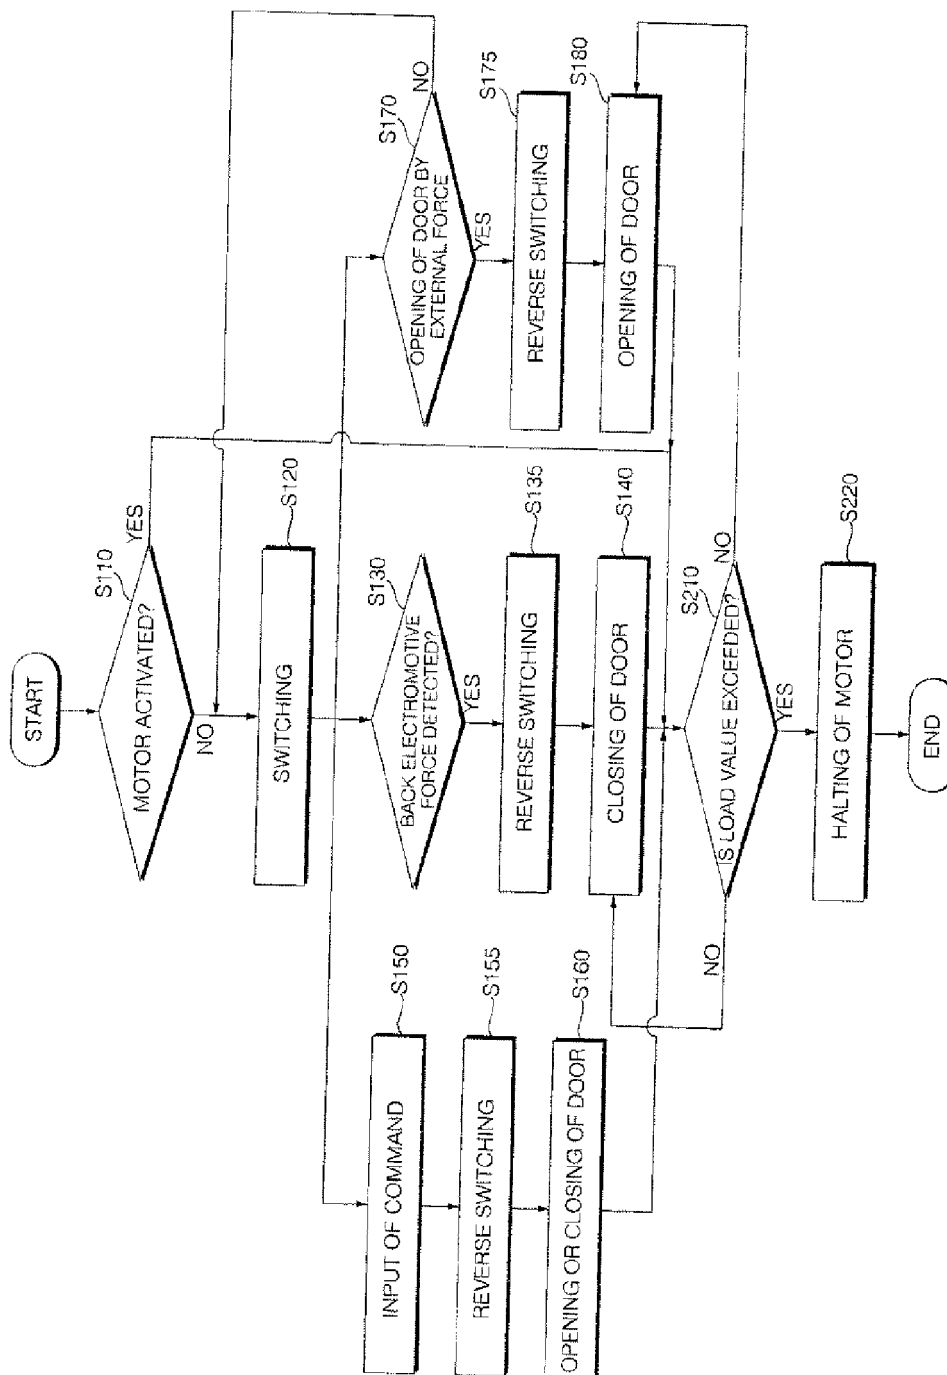 START
S110
MOTOR ACTIVATED?
YES
NO
S120
SWITCHING
S150
INPUT OF COMMAND
S155
REVERSE SWITCHING
S160
OPENING OR CLOSING OF DOOR
S130
BACK ELECTROMOTIVE
FORCE DETECTED?
YES
S135
REVERSE SWITCHING
S140
CLOSING OF DOOR
S170
OPENING OF DOOR BY
EXTERNAL FORCE
NO
YES
S175
REVERSE SWITCHING
S180
OPENING OF DOOR
S210
IS LOAD VALUE EXCEEDED?
NO
NO
YES
S220
HALTING OF MOTOR
END